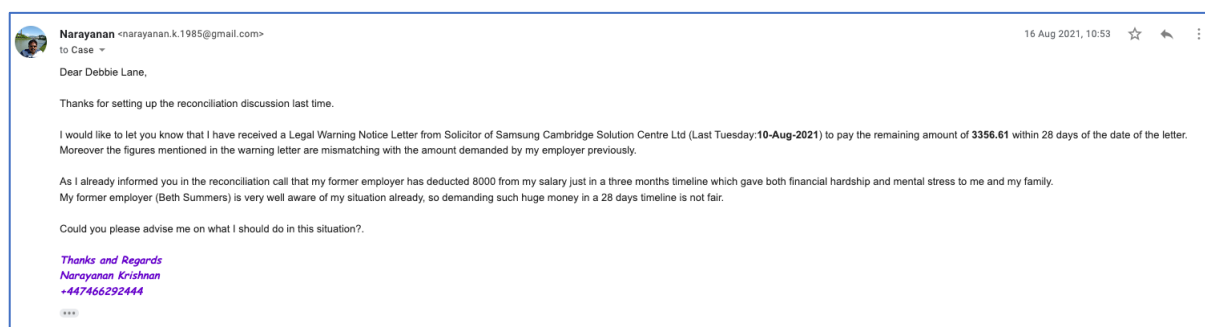 Narayanan <narayanan.k.1985@gmail.com>
16 Aug 2021, 10:53
to Case
Dear Debbie Lane,
Thanks for setting up the reconciliation discussion last time.
I would like to let you know that I have received a Legal Warning Notice Letter from Solicitor of Samsung Cambridge Solution Centre Ltd (Last Tuesday:10-Aug-2021) to pay the remaining amount of 3356.61 within 28 days of the date of the letter.
Moreover the figures mentioned in the warning letter are mismatching with the amount demanded by my employer previously.
As I already informed you in the reconciliation call that my former employer has deducted 8000 from my salary just in a three months timeline which gave both financial hardship and mental stress to me and my family.
My former employer (Beth Summers) is very well aware of my situation already, so demanding such huge money in a 28 days timeline is not fair.
Could you please advise me on what I should do in this situation?.
Thanks and Regards
Narayanan Krishnan
+447466292444